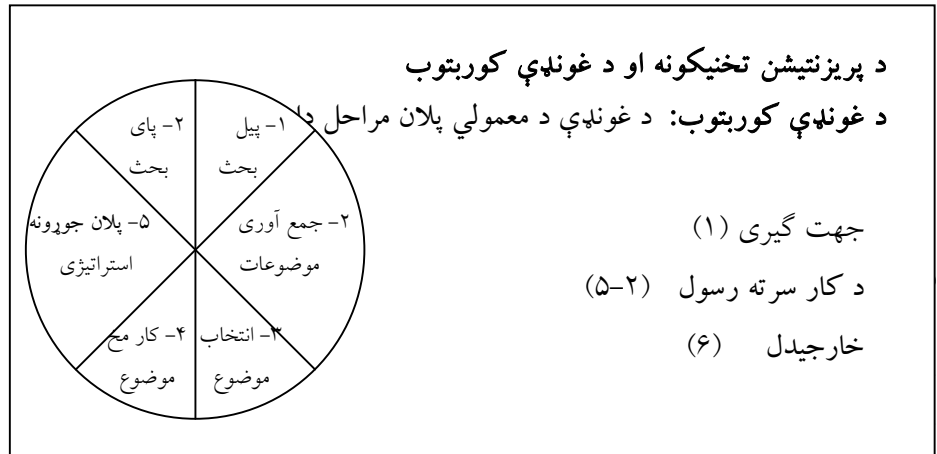 د پریزنتیشن تخنیکونه او د غونډې کوربتوب
د غونډې کوربتوب: د غونډې د معمولي پلان مراحل دا
جهت گیری (۱)
د کار سرته رسول (۲-۵)
خارجیدل (۶)
۱- پیل
بحث
۲- جمع آوری
موضوعات
۳- انتخاب
موضوع
۴- کار مخ
موضوع
۵- پلان جوړونه
استراتیژی
۲- پای
بحث